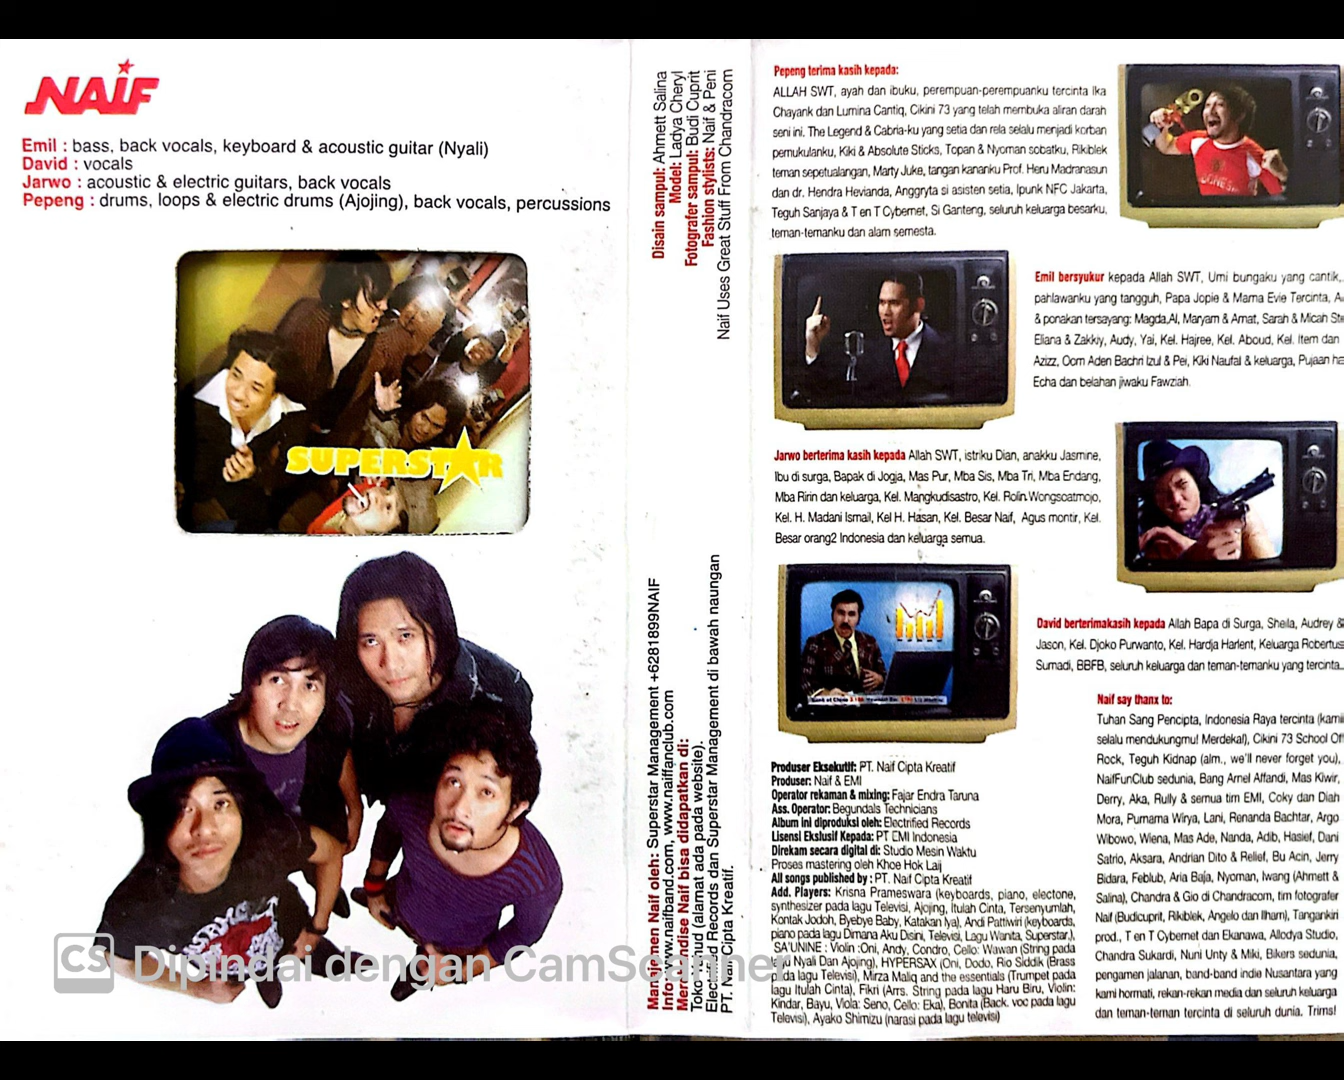 NAIF
Emil : bass, back vocals, keyboard & acoustic guitar (Nyali)
David : vocals
Jarwo : acoustic & electric guitars, back vocals
Pepeng : drums, loops & electric drums (Ajojing), back vocals, percussions
SUPERSTAR
Disain sampul: Ahmett Salina
Model: Ladya Cheryl
Fotografer sampul: Budi Cuprit
Fashion stylists: Naif & Peni
Naif Uses Great Stuff From Chandracom
Manajemen Naif oleh: Superstar Management +6281899NAIF
Info: www.naifband.com, www.naiffanclub.com
Merchandise Naif bisa didapatkan di:
Toko (alamat ada pada website).
Electrified Records dan Superstar Management di bawah naungan
PT. Naif Cipta Kreatif.
Pepeng terima kasih kepada:
ALLAH SWT, ayah dan ibuku, perempuan-perempuanku tercinta Ika
Chayank dan Lumina Cantiq, Cikini 73 yang telah membuka aliran darah
seni ini. The Legend & Cabria-ku yang setia dan rela selalu menjadi korban
pemukulanku, Kiki & Absolute Sticks, Topan & Nyoman sobatku, Rikiblek
teman sepetualangan, Marty Juke, tangan kananku Prof. Heru Madranasun
dan dr. Hendra Hevianda, Anggryta si asisten setia, Ipunk NFC Jakarta,
Teguh Sanjaya & T en T Cybernet, Si Ganteng, seluruh keluarga besarku,
teman-temanku dan alam semesta.
Emil bersyukur kepada Allah SWT, Umi bungaku yang cantik,
pahlawanku yang tangguh, Papa Jopie & Mama Evie Tercinta,
& ponakan tersayang: Magda,Al, Maryam & Amat, Sarah & Micah
Eliana & Zakkiy, Audy, Yai, Kel. Hajree, Kel. Aboud, Kel. Item dan
Azizz, Oom Aden Bachri Izul & Pei, Kiki Naufal & keluarga, Pujaan
Echa dan belahan jiwaku Fawziah.
Jarwo berterima kasih kepada Allah SWT, istriku Dian, anakku Jasmine,
Ibu di surga, Bapak di Jogja, Mas Pur, Mba Sis, Mba Tri, Mba Endang,
Mba Ririn dan keluarga, Kel. Mangkudisastro, Kel. Rolin Wongsoatmojo,
Kel. H. Madani Ismail, Kel H. Hasan, Kel. Besar Naif, Agus montir, Kel.
Besar orang2 Indonesia dan keluarga semua.
David berterimakasih kepada Allah Bapa di Surga, Sheila, Audrey &
Jason, Kel. Djoko Purwanto, Kel. Hardja Harlent, Keluarga Robertus
Sumadi, BBFB, seluruh keluarga dan teman-temanku yang tercinta..
Produser Eksekutif: PT. Naif Cipta Kreatif
Produser: Naif & EMI
Operator rekaman & mixing: Fajar Endra Taruna
Ass. Operator: Begundals Technicians
Album ini diproduksi oleh: Electrified Records
Lisensi Ekslusif Kepada: PT EMI Indonesia
Direkam secara digital di: Studio Mesin Waktu
Proses mastering oleh Khoe Hok Laij
All songs published by : PT. Naif Cipta Kreatif
Add. Players: Krisna Prameswara (keyboards, piano, electone,
synthesizer pada lagu Televisi, Ajojing, Itulah Cinta, Tersenyumlah,
Kontak Jodoh, Byebye Baby, Katakan Iya), Andi Pattiwiri (keyboards,
piano pada lagu Dimana Aku Disini, Televisi, Lagu Wanita, Superstar,),
SA'UNINE : Violin :Oni, Andy, Condro, Cello: Wawan (String pada
lagu Nyali Dan Ajojing), HYPERSAX (Oni, Dodo, Rio Siddik (Brass
pada lagu Televisi), Mirza Maliq and the essentials (Trumpet pada
lagu Itulah Cinta), Fikri (Arrs. String pada lagu Haru Biru, Violin:
Kindar, Bayu, Viola: Seno, Cello: Eka), Bonita (Back. voc pada lagu
Televisi), Ayako Shimizu (narasi pada lagu televisi)
Naif say thanx to:
Tuhan Sang Pencipta, Indonesia Raya tercinta (kami
selalu mendukungmu! Merdeka!), Cikini 73 School Of
Rock, Teguh Kidnap (alm., we'll never forget you),
NaifFunClub sedunia, Bang Arnel Affandi, Mas Kiwir,
Derry, Aka, Rully & semua tim EMI, Coky dan Diah
Mora, Purnama Wirya, Lani, Renanda Bachtar, Argo
Wibowo, Wiena, Mas Ade, Nanda, Adib, Hasief, Dani
Satrio, Aksara, Andrian Dito & Relief, Bu Acin, Jerry
Bidara, Feblub, Aria Baja, Nyoman, Iwang (Ahmett &
Salina), Chandra & Gio di Chandracom, tim fotografer
Naif (Budicuprit, Rikiblek, Angelo dan Ilham), Tangankiri
prod., T en T Cybernet dan Ekanawa, Allodya Studio,
Chandra Sukardi, Nuni Unty & Miki, Bikers sedunia,
pengamen jalanan, band-band indie Nusantara yang
kami hormati, rekan-rekan media dan seluruh keluarga
dan teman-teman tercinta di seluruh dunia. Trims!
CS Dipindai dengan CamScanner